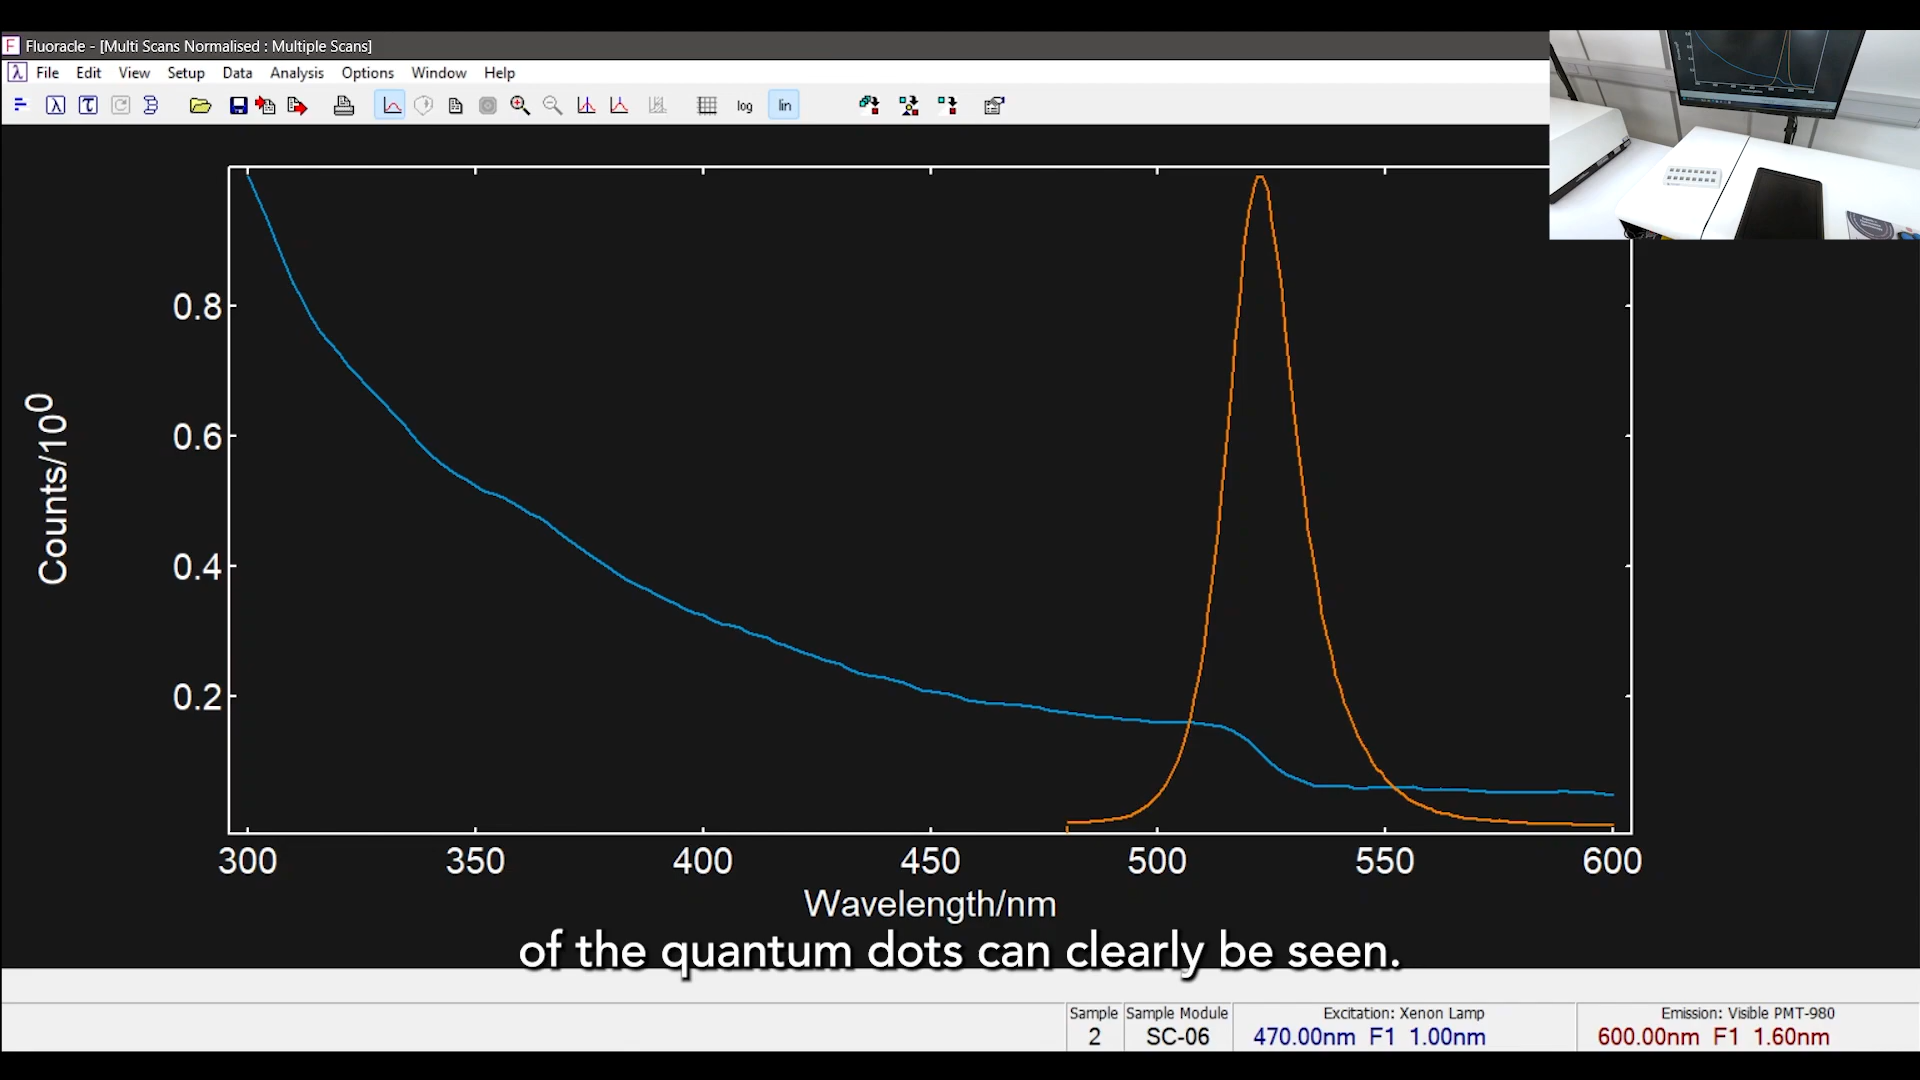 Fluoracle - [Multi Scans Normalised : Multiple Scans]
File Edit View Setup Data Analysis Options Window Help
log lin
0.8
0.6
0.4
0.2
Counts/10⁰
300 350 400 450 500 550 600
Wavelength/nm
of the quantum dots can clearly be seen.
Sample Sample Module Excitation: Xenon Lamp Emission: Visible PMT-980
2 SC-06 470.00nm F1 1.00nm 600.00nm F1 1.60nm